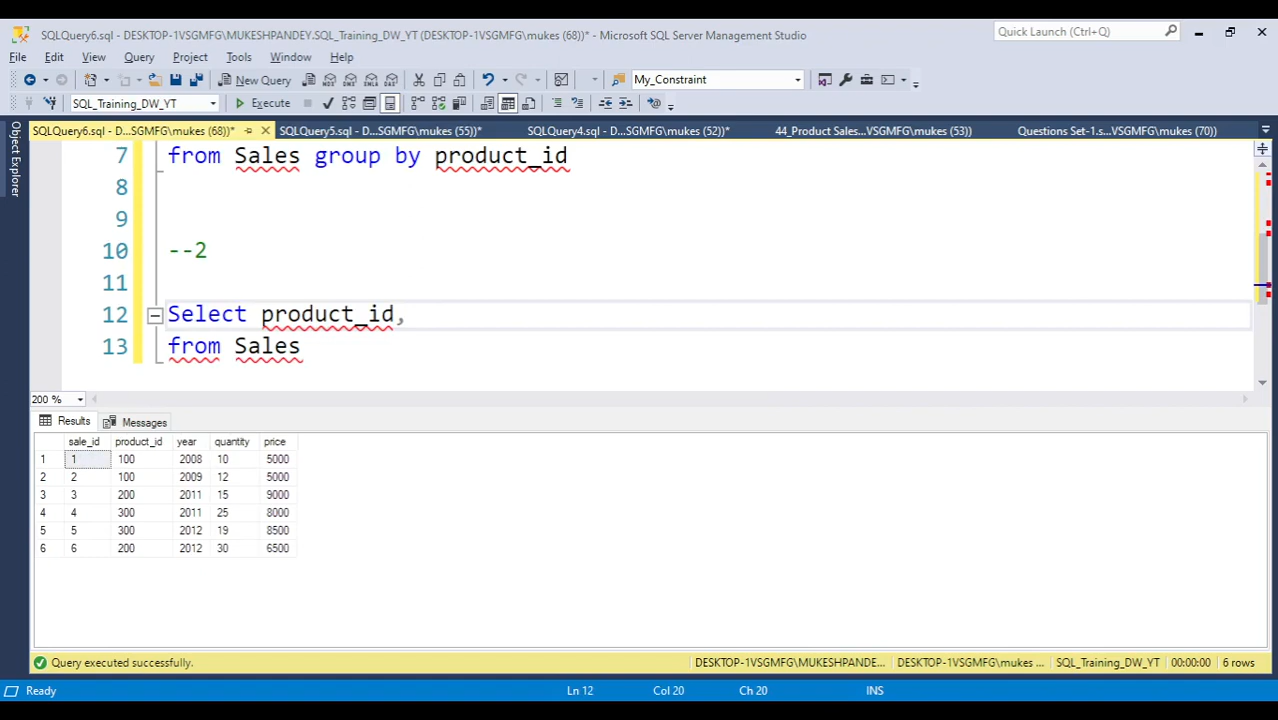 SQLQuery6.sql - DESKTOP-1VSGMFG\MUKESHPANDEY.SQL_Training_DW_YT (DESKTOP-1VSGMFG\mukes (68))* - Microsoft SQL Server Management Studio
Quick Launch (Ctrl+Q)
File Edit View Query Project Tools Window Help
New Query
MDX DMX XMLA DAX
My_Constraint
SQL_Training_DW_YT
Execute
SQLQuery6.sql - D...SGMFG\mukes (68))* SQLQuery5.sql - D...SGMFG\mukes (55))* SQLQuery4.sql - D...SGMFG\mukes (52))* 44_Product Sales...VSGMFG\mukes (53)) Questions Set-1.s...VSGMFG\mukes (70))
Object Explorer
7 from Sales group by product_id
8
9
10 --2
11
12 Select product_id,
13 from Sales
200 %
Results Messages
sale_id product_id year quantity price
1 1 100 2008 10 5000
2 2 100 2009 12 5000
3 3 200 2011 15 9000
4 4 300 2011 25 8000
5 5 300 2012 19 8500
6 6 200 2012 30 6500
Query executed successfully. DESKTOP-1VSGMFG\MUKESHPANDE... DESKTOP-1VSGMFG\mukes ... SQL_Training_DW_YT 00:00:00 6 rows
Ready Ln 12 Col 20 Ch 20 INS